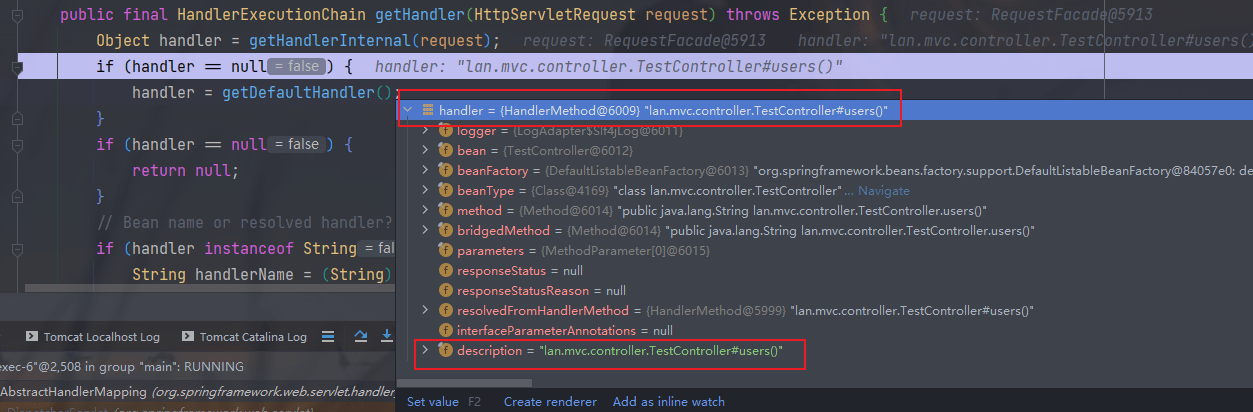 public final HandlerExecutionChain getHandler(HttpServletRequest request) throws Exception {   request: RequestFacade@5913
Object handler = getHandlerInternal(request);   request: RequestFacade@5913   handler: "lan.mvc.controller.TestController#users()
if (handler == null = false ) {   handler: "lan.mvc.controller.TestController#users()"
handler = getDefaultHandler();
}
if (handler == null = false ) {
return null;
}
// Bean name or resolved handler?
if (handler instanceof String = fal
String handlerName = (String)
handler = {HandlerMethod@6009} "lan.mvc.controller.TestController#users()"
logger = {LogAdapter$Slf4jLog@6011}
bean = {TestController@6012}
beanFactory = {DefaultListableBeanFactory@6013} "org.springframework.beans.factory.support.DefaultListableBeanFactory@84057e0: de
beanType = {Class@4169} "class lan.mvc.controller.TestController" ... Navigate
method = {Method@6014} "public java.lang.String lan.mvc.controller.TestController.users()"
bridgedMethod = {Method@6014} "public java.lang.String lan.mvc.controller.TestController.users()"
parameters = {MethodParameter[0]@6015}
responseStatus = null
responseStatusReason = null
resolvedFromHandlerMethod = {HandlerMethod@5999} "lan.mvc.controller.TestController#users()"
interfaceParameterAnnotations = null
description = "lan.mvc.controller.TestController#users()"
Set value F2   Create renderer   Add as inline watch
Tomcat Localhost Log   Tomcat Catalina Log
exec-6"@2,508 in group "main": RUNNING
AbstractHandlerMapping (org.springframework.web.servlet.handler
DispatcherServlet (org.springframework.web.servlet)